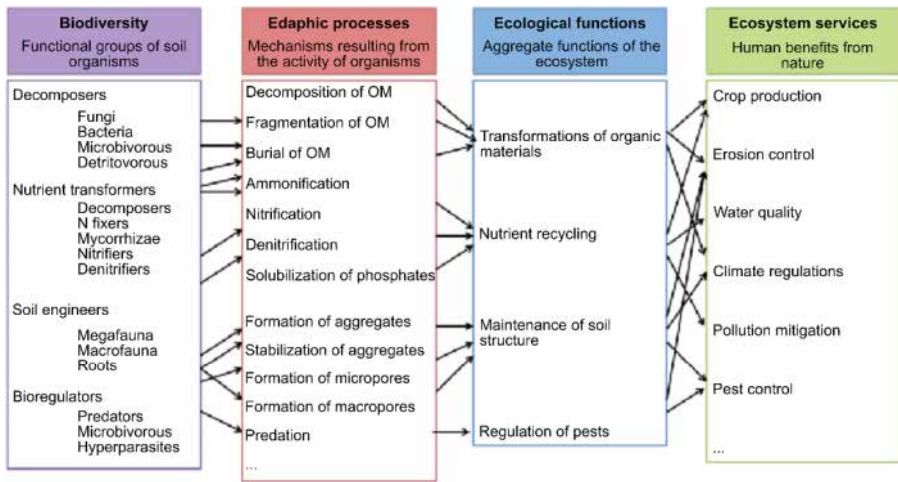 Biodiversity
Functional groups of soil
organisms
Decomposers
Fungi
Bacteria
Microbivorous
Detritovorous
Nutrient transformers
Decomposers
N fixers
Mycorrhizae
Nitrifiers
Denitrifiers
Soil engineers
Megafauna
Macrofauna
Roots
Bioregulators
Predators
Microbivorous
Hyperparasites
Edaphic processes
Mechanisms resulting from
the activity of organisms
Decomposition of OM
Fragmentation of OM
Burial of OM
Ammonification
Nitrification
Denitrification
Solubilization of phosphates
Formation of aggregates
Stabilization of aggregates
Formation of micropores
Formation of macropores
Predation
...
Ecological functions
Aggregate functions of the
ecosystem
Transformations of organic
materials
Nutrient recycling
Maintenance of soil
structure
Regulation of pests
Ecosystem services
Human benefits from
nature
Crop production
Erosion control
Water quality
Climate regulations
Pollution mitigation
Pest control
...